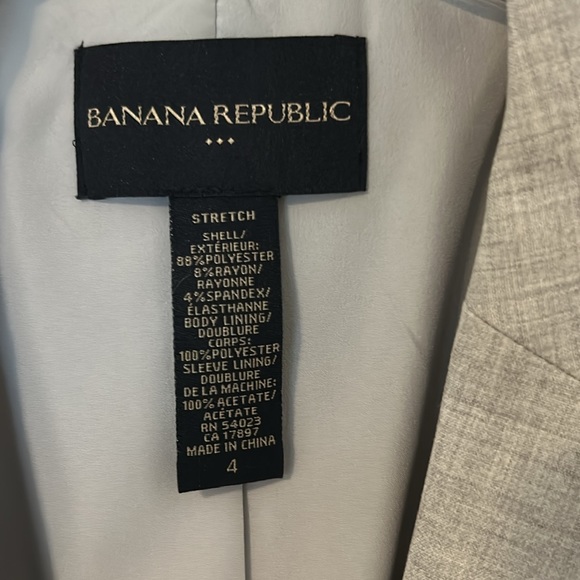 BANANA REPUBLIC
STRETCH
SHELL/
EXTÉRIEUR:
88%POLYESTER
8%RAYON/
RAYONNE
4%SPANDEX/
ÉLASTHANNE
BODY LINING/
DOUBLURE
CORPS:
100%POLYESTER
SLEEVE LINING/
DOUBLURE
DE LA MACHINE:
100%ACETATE/
ACÉTATE
RN 54023
CA 17897
MADE IN CHINA
4